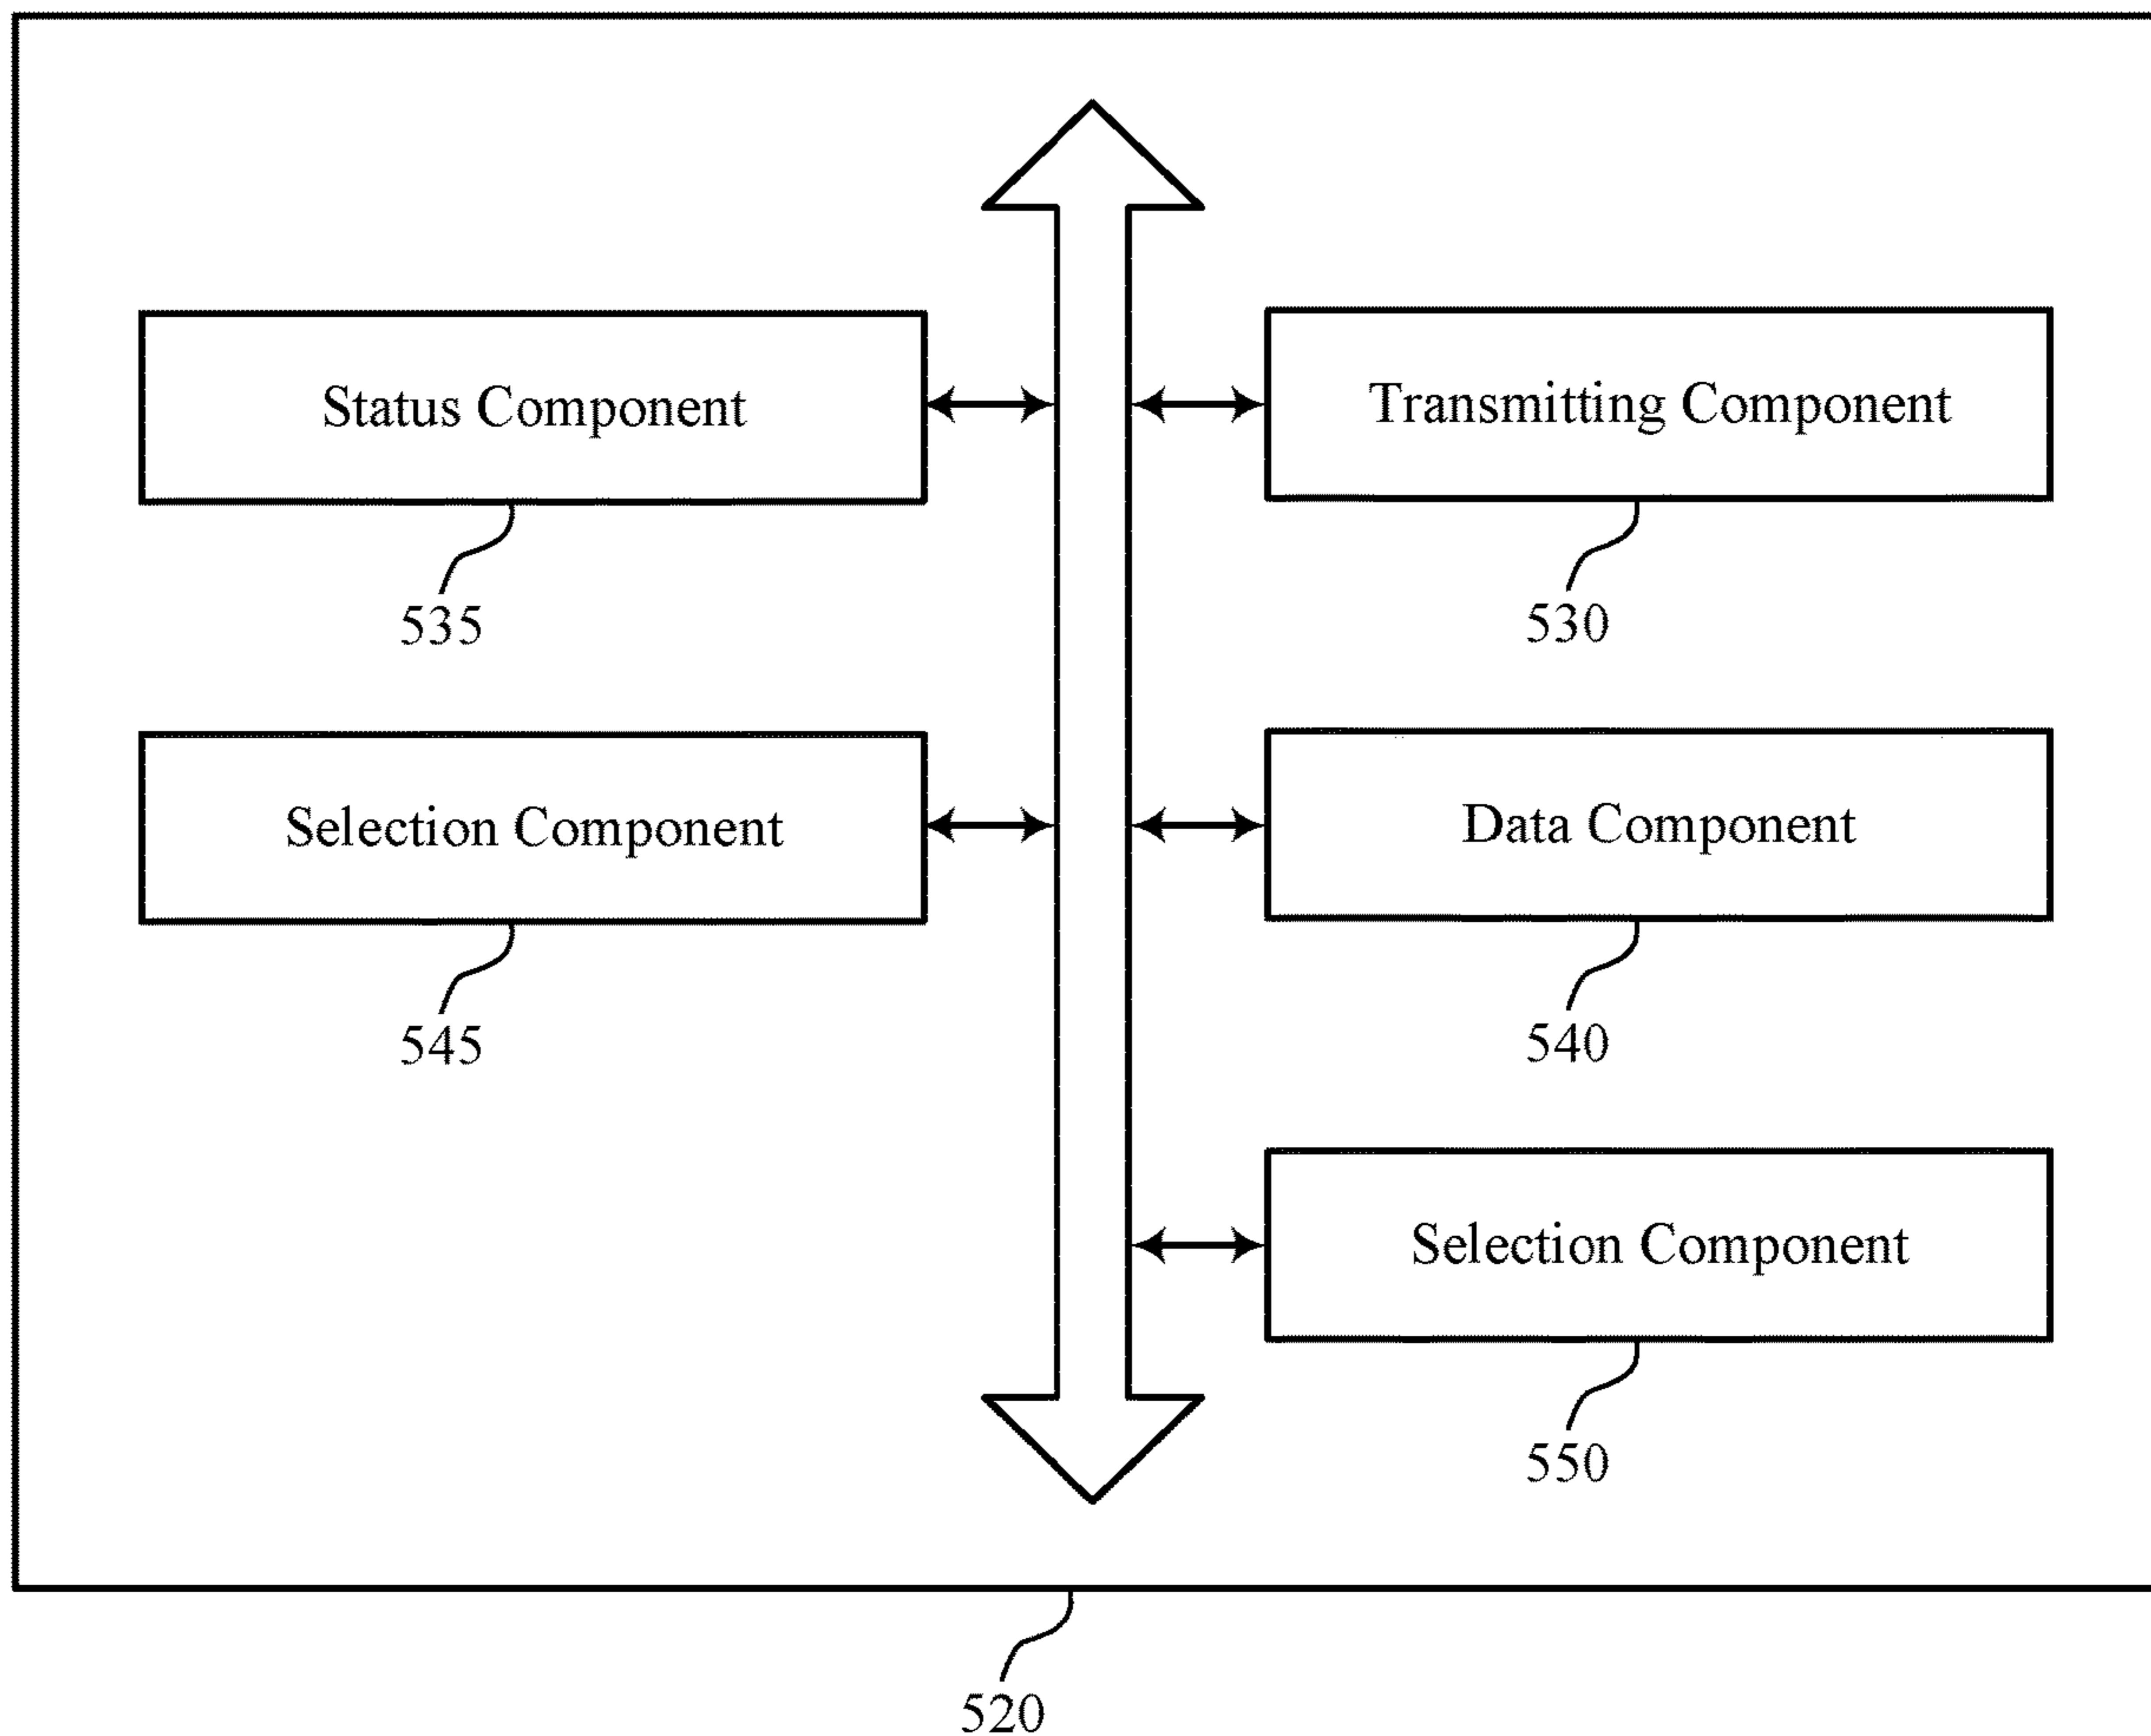 Status Component
Transmitting Component
535
530
Selection Component
Data Component
545
540
Selection Component
550
520